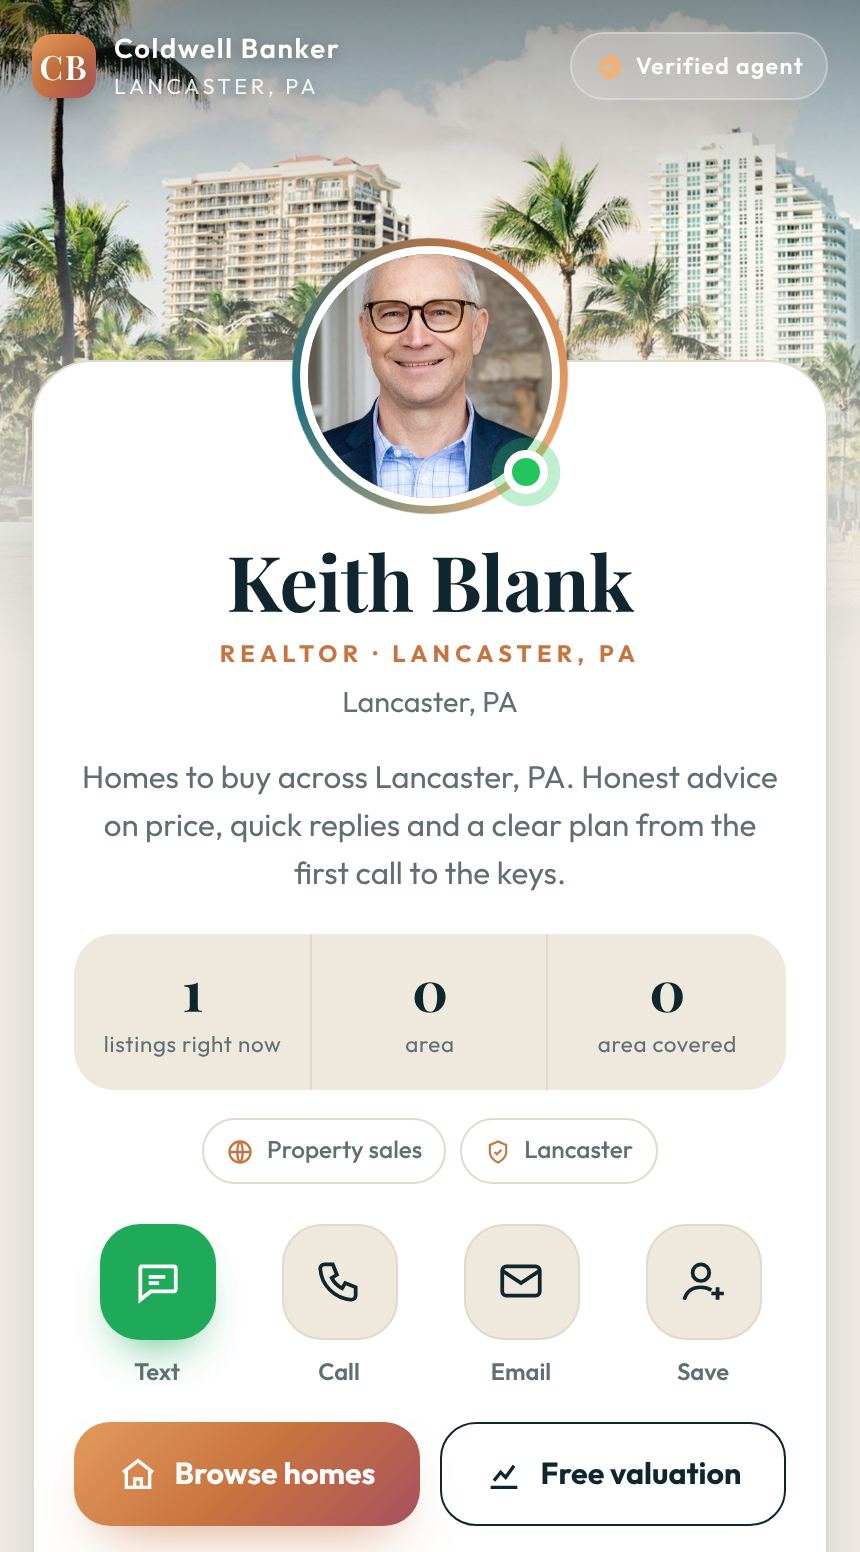 CB
Coldwell Banker
LANCASTER, PA
Verified agent
Keith Blank
REALTOR · LANCASTER, PA
Lancaster, PA
Homes to buy across Lancaster, PA. Honest advice
on price, quick replies and a clear plan from the
first call to the keys.
1
listings right now
0
area
0
area covered
Property sales
Lancaster
Text
Call
Email
Save
Browse homes
Free valuation